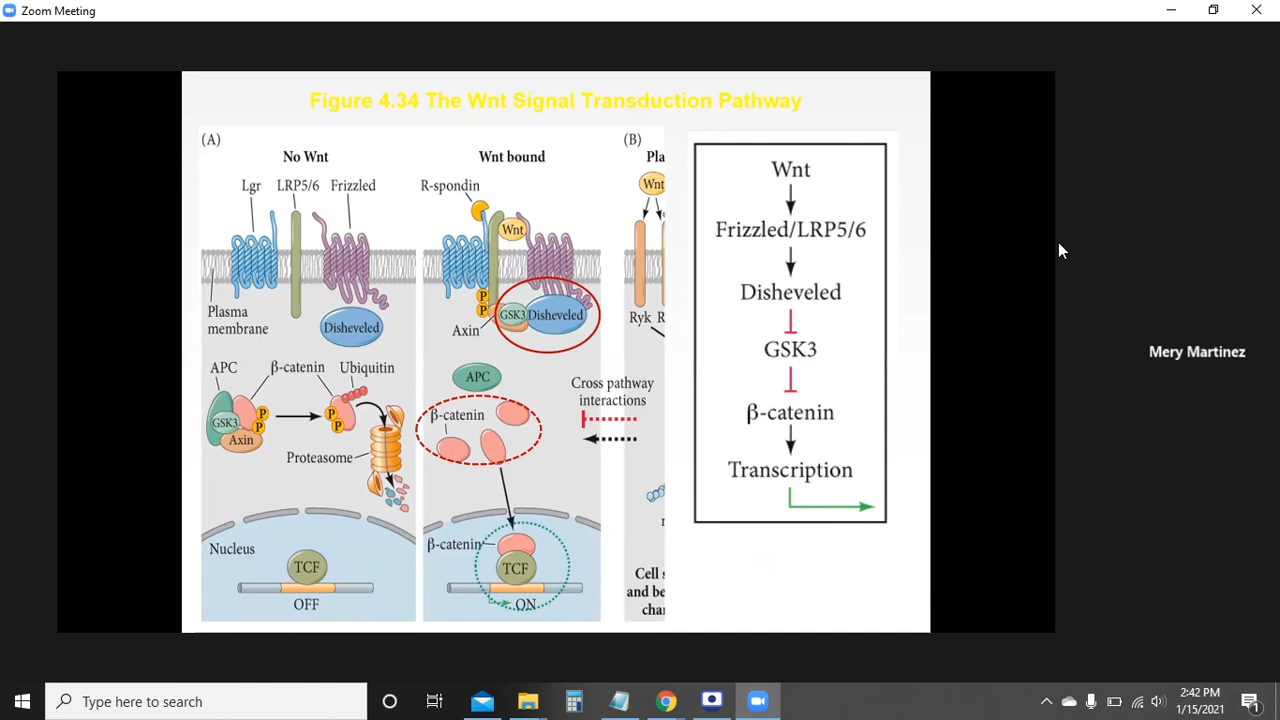 Zoom Meeting
Figure 4.34 The Wnt Signal Transduction Pathway
(A)
No Wnt
Lgr
LRP5/6
Frizzled
Plasma
membrane
Disheveled
APC
β-catenin
Ubiquitin
GSK3
Axin
P
P
P
P
Proteasome
Nucleus
TCF
OFF
Wnt bound
R-spondin
Wnt
P
P
Axin
GSK3
Disheveled
APC
β-catenin
β-catenin
TCF
ON
Cross pathway
interactions
(B)
Pla
Wnt
Ryk R
Cell s
and be
cha
Wnt
Frizzled/LRP5/6
Disheveled
GSK3
β-catenin
Transcription
Mery Martinez
Type here to search
2:42 PM
1/15/2021
1